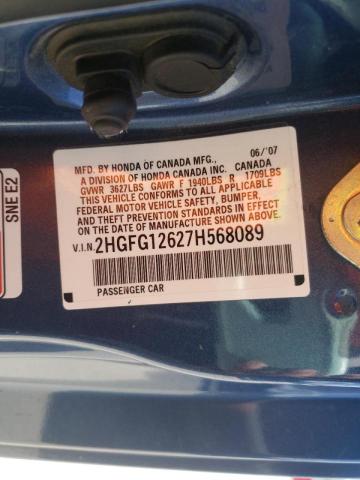 MFD. BY HONDA OF CANADA MFG., 06/'07
A DIVISION OF HONDA CANADA INC. CANADA
GVWR 3627LBS GAWR F 1940LBS R 1709LBS
THIS VEHICLE CONFORMS TO ALL APPLICABLE
FEDERAL MOTOR VEHICLE SAFETY, BUMPER,
AND THEFT PREVENTION STANDARDS IN EFFECT
ON THE DATE OF MANUFACTURE SHOWN ABOVE.
V.I.N. 2HGFG12627H568089
PASSENGER CAR
SNE E2